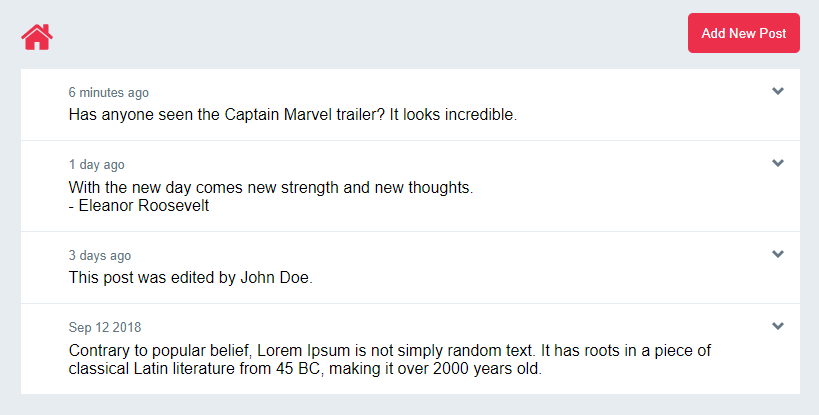 Add New Post
6 minutes ago
Has anyone seen the Captain Marvel trailer? It looks incredible.
1 day ago
With the new day comes new strength and new thoughts.
- Eleanor Roosevelt
3 days ago
This post was edited by John Doe.
Sep 12 2018
Contrary to popular belief, Lorem Ipsum is not simply random text. It has roots in a piece of
classical Latin literature from 45 BC, making it over 2000 years old.